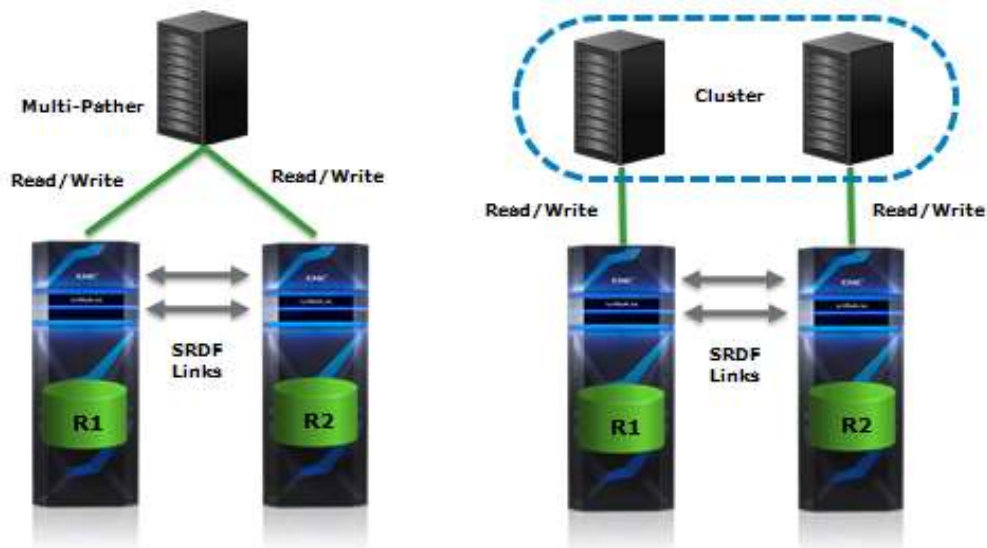 Multi-Pather
Read/Write
Read/Write
SRDF
Links
R1
R2
Cluster
Read/Write
Read/Write
SRDF
Links
R1
R2